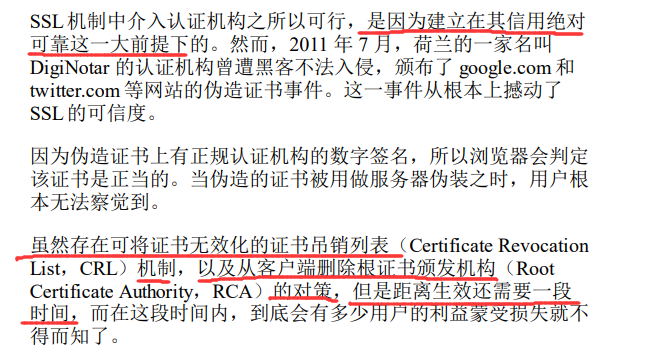 SSL 机制中介入认证机构之所以可行，是因为建立在其信用绝对
可靠这一大前提下的。然而，2011 年 7 月，荷兰的一家名叫
DigiNotar 的认证机构曾遭黑客不法入侵，颁布了 google.com 和
twitter.com 等网站的伪造证书事件。这一事件从根本上撼动了
SSL 的可信度。
因为伪造证书上有正规认证机构的数字签名，所以浏览器会判定
该证书是正当的。当伪造的证书被用做服务器伪装之时，用户根
本无法察觉到。
虽然存在可将证书无效化的证书吊销列表（Certificate Revocation
List，CRL）机制，以及从客户端删除根证书颁发机构（Root
Certificate Authority，RCA）的对策，但是距离生效还需要一段
时间，而在这段时间内，到底会有多少用户的利益蒙受损失就不
得而知了。